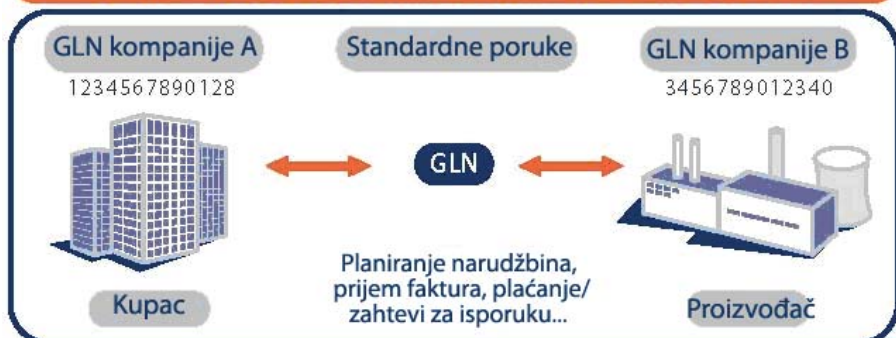 GLN kompanije A
Standardne poruke
GLN kompanije B
1234567890128
3456789012340
GLN
Planiranje narudžbina,
prijem faktura, plaćanje/
zahtevi za isporuku...
Kupac
Proizvođač